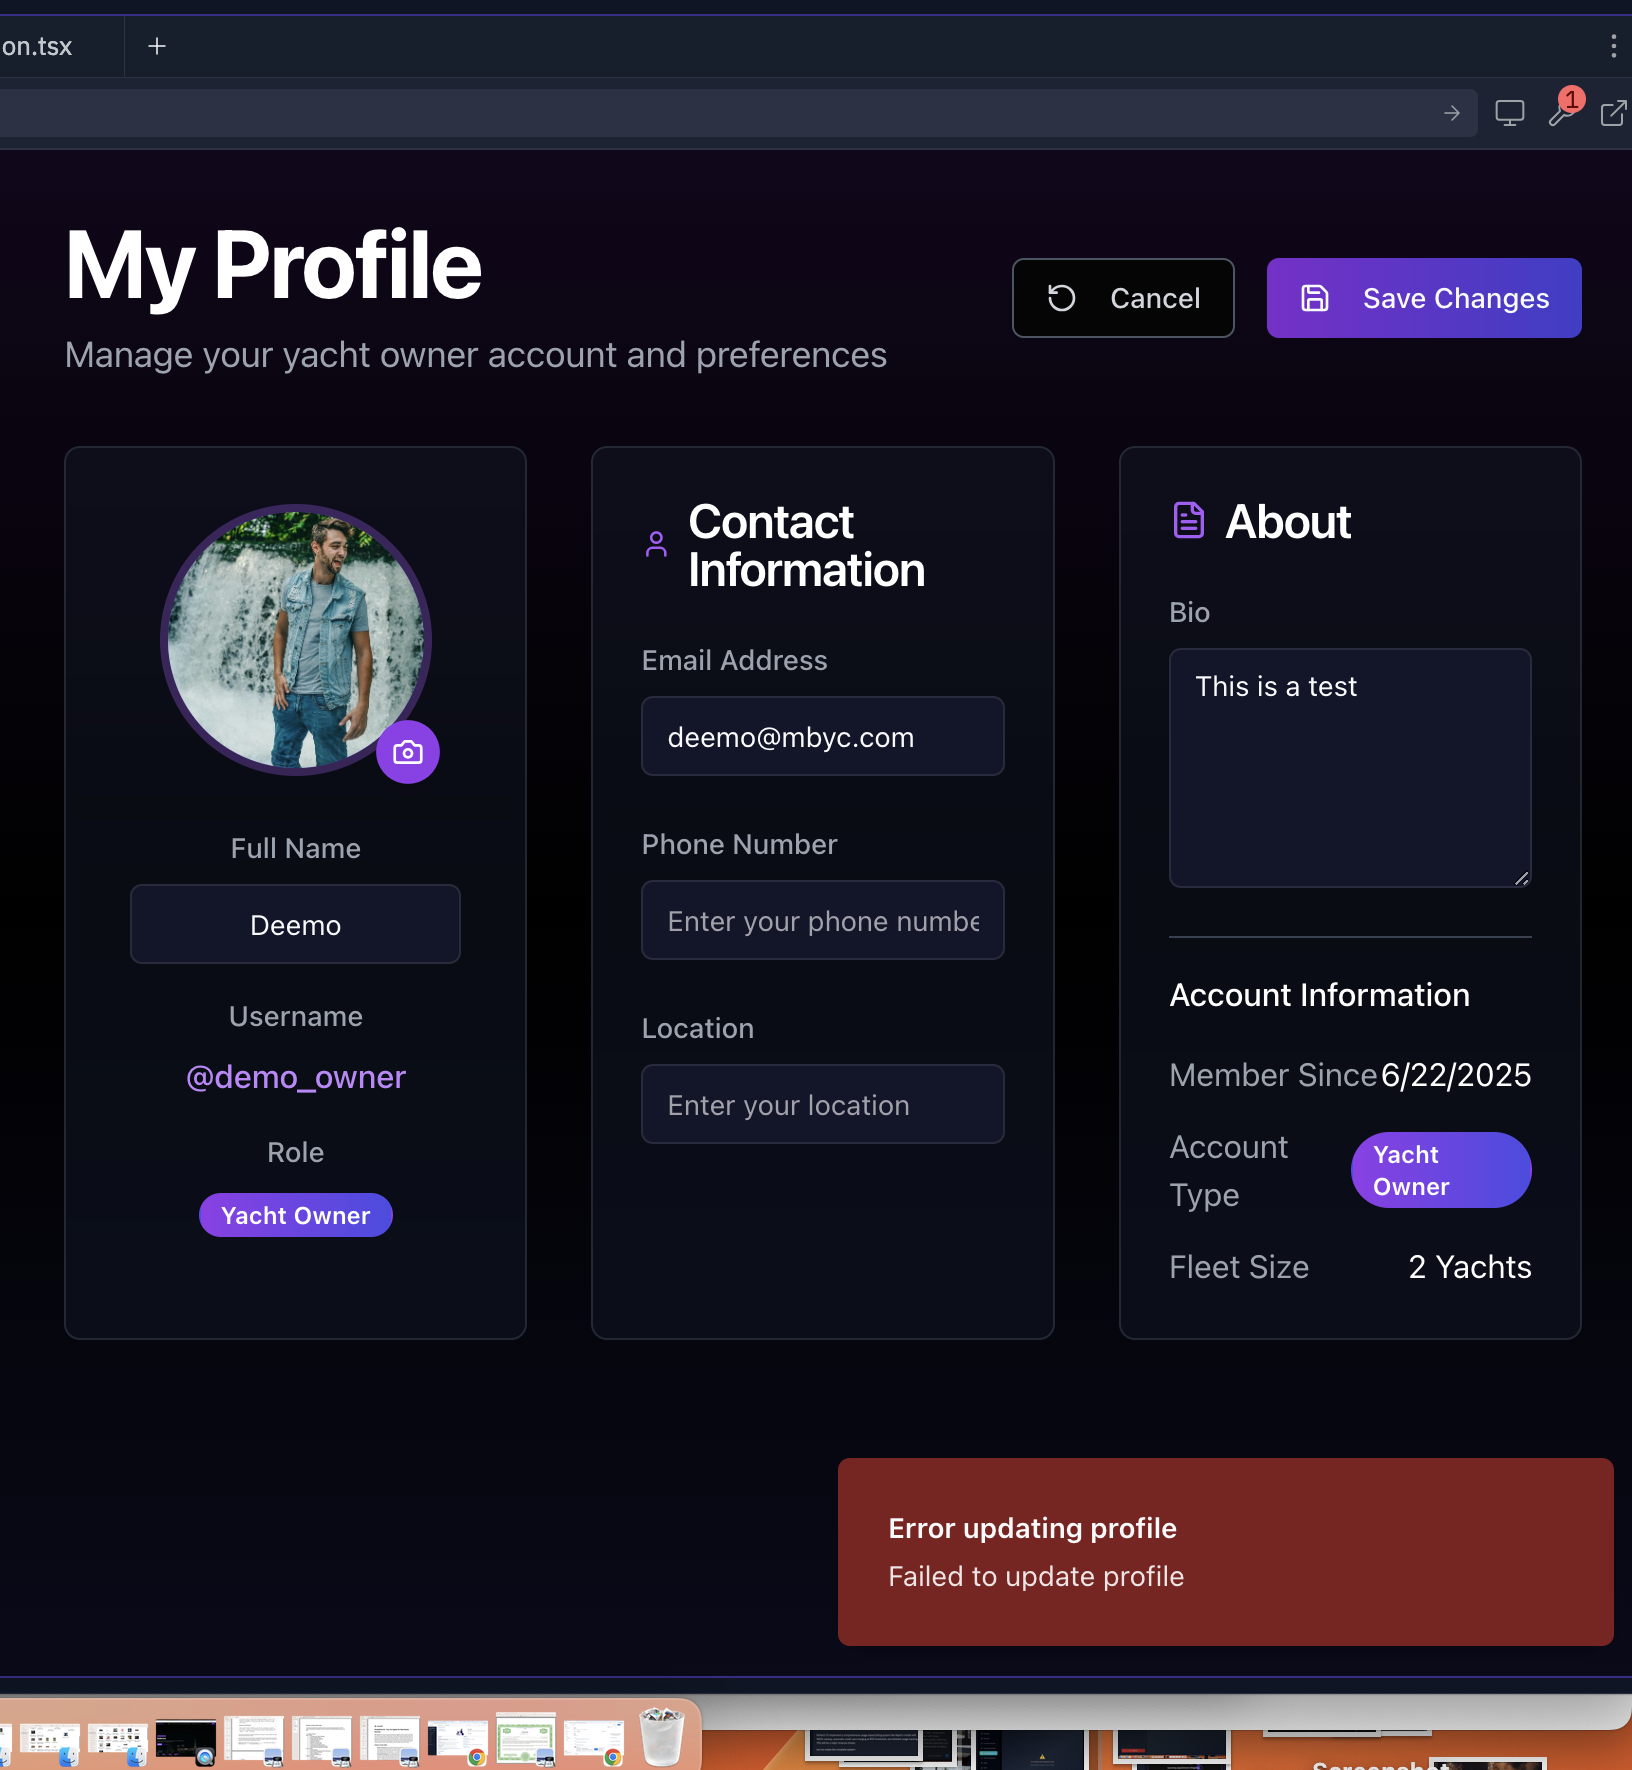 on.tsx
1
My Profile
Manage your yacht owner account and preferences
Cancel
Save Changes
Full Name
Deemo
Username
@demo_owner
Role
Yacht Owner
Contact
Information
Email Address
deemo@mbyc.com
Phone Number
Enter your phone numbe
Location
Enter your location
About
Bio
This is a test
Account Information
Member Since 6/22/2025
Account
Type
Yacht
Owner
Fleet Size 2 Yachts
Error updating profile
Failed to update profile
Screenshot